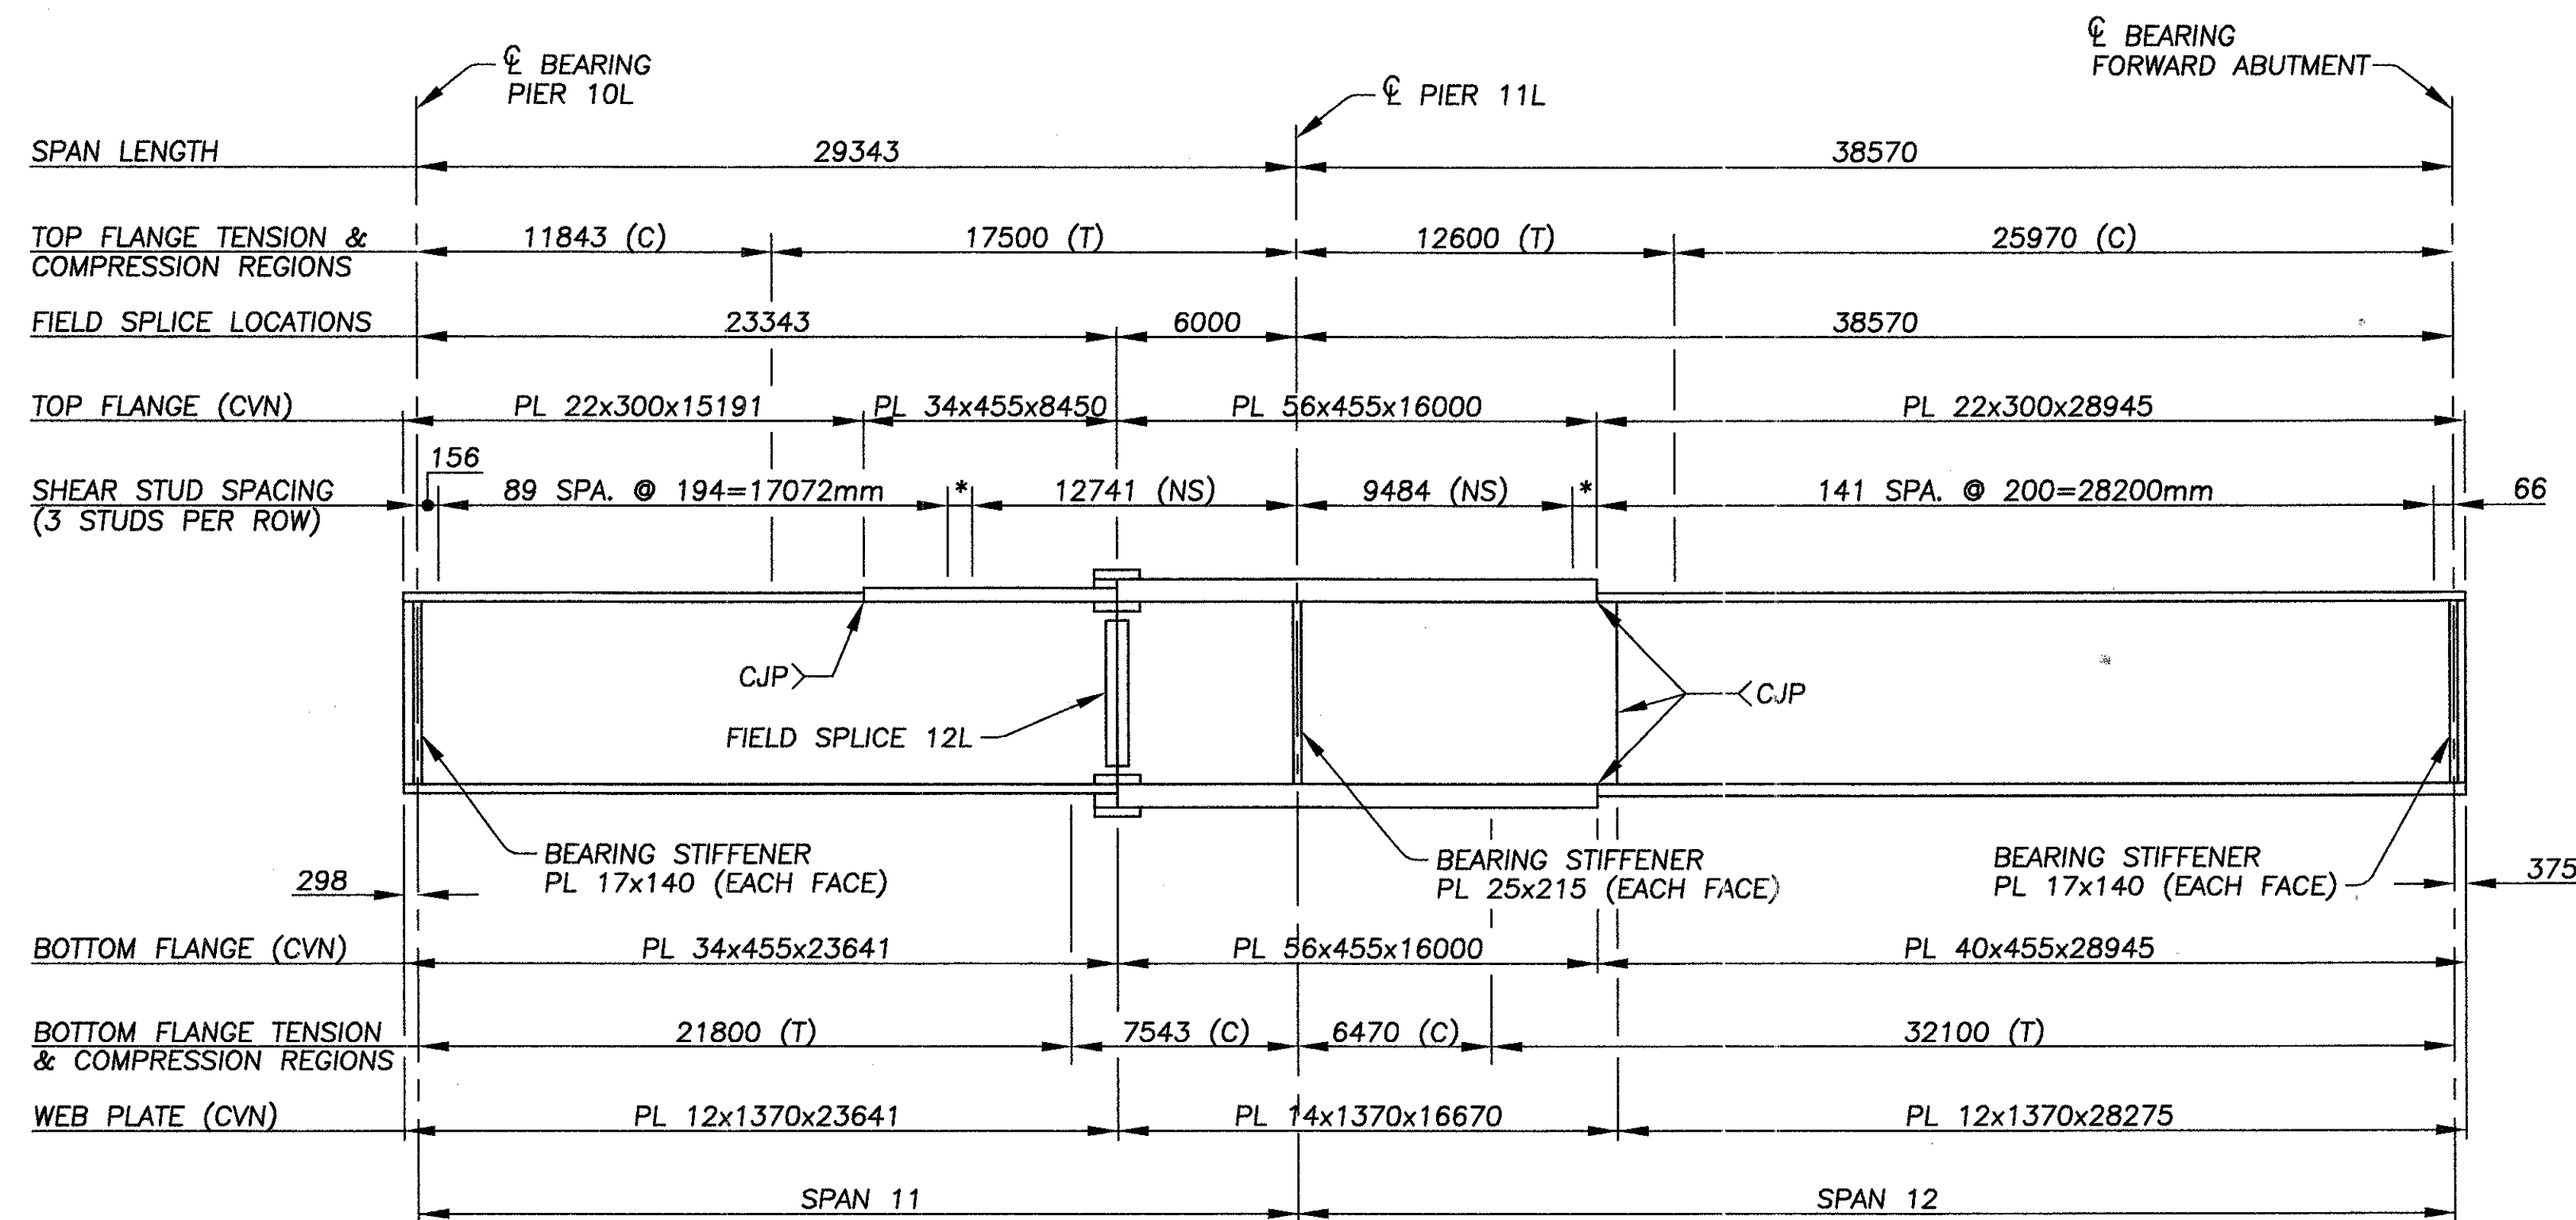 ℄ BEARING
PIER 10L
℄ PIER 11L
℄ BEARING
FORWARD ABUTMENT
SPAN LENGTH
29343
38570
TOP FLANGE TENSION &
COMPRESSION REGIONS
11843 (C)
17500 (T)
12600 (T)
25970 (C)
FIELD SPLICE LOCATIONS
23343
6000
38570
TOP FLANGE (CVN)
PL 22x300x15191
PL 34x455x8450
PL 56x455x16000
PL 22x300x28945
156
SHEAR STUD SPACING
(3 STUDS PER ROW)
89 SPA. @ 194=17072mm
*
12741 (NS)
9484 (NS)
*
141 SPA. @ 200=28200mm
66
CJP
FIELD SPLICE 12L
CJP
298
BEARING STIFFENER
PL 17x140 (EACH FACE)
BEARING STIFFENER
PL 25x215 (EACH FACE)
BEARING STIFFENER
PL 17x140 (EACH FACE)
375
BOTTOM FLANGE (CVN)
PL 34x455x23641
PL 56x455x16000
PL 40x455x28945
BOTTOM FLANGE TENSION
& COMPRESSION REGIONS
21800 (T)
7543 (C)
6470 (C)
32100 (T)
WEB PLATE (CVN)
PL 12x1370x23641
PL 14x1370x16670
PL 12x1370x28275
SPAN 11
SPAN 12